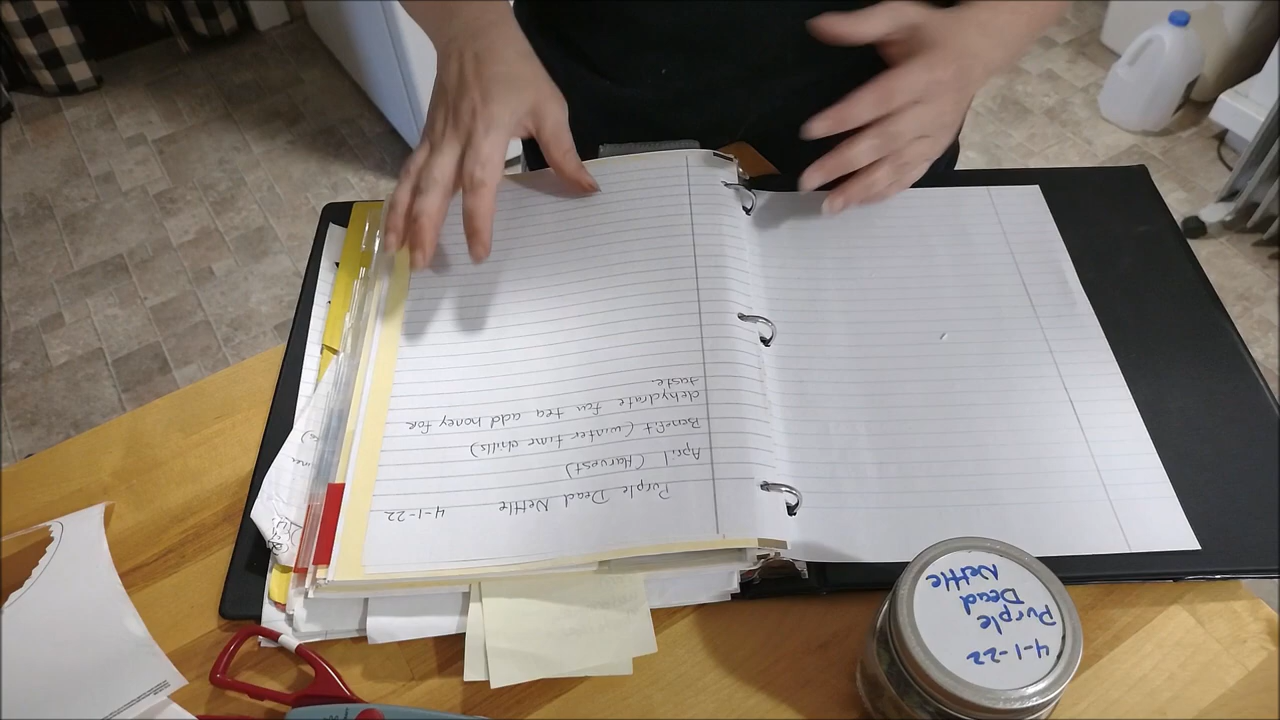 Purple Dead Nettle 4-1-22
April (Harvest)
Benefit (winter time chills)
dehydrate for tea add honey for
taste.
4-1-22
Purple
Dead
Nettle